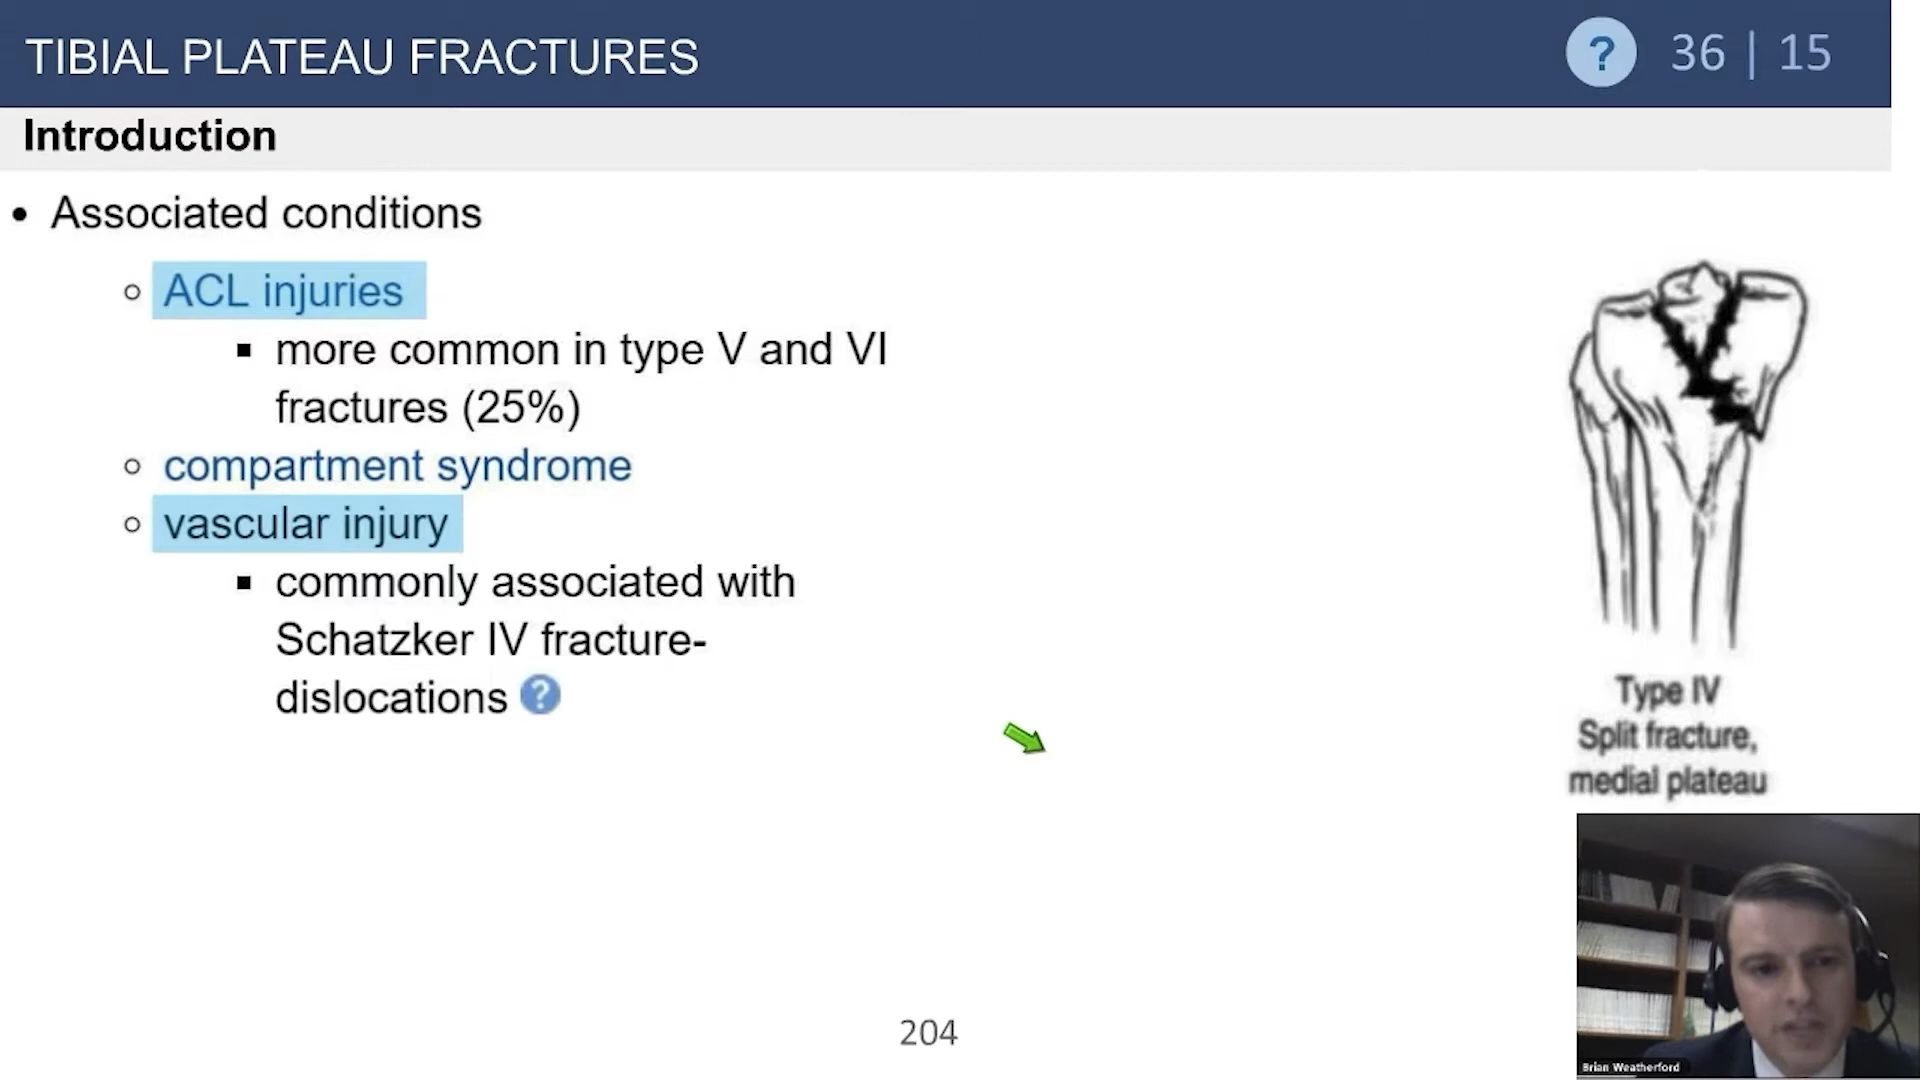 TIBIAL PLATEAU FRACTURES
? 36 | 15
Introduction
• Associated conditions
○ ACL injuries
▪ more common in type V and VI
fractures (25%)
○ compartment syndrome
○ vascular injury
▪ commonly associated with
Schatzker IV fracture-
dislocations ?
Type IV
Split fracture,
medial plateau
204
Brian Weatherford